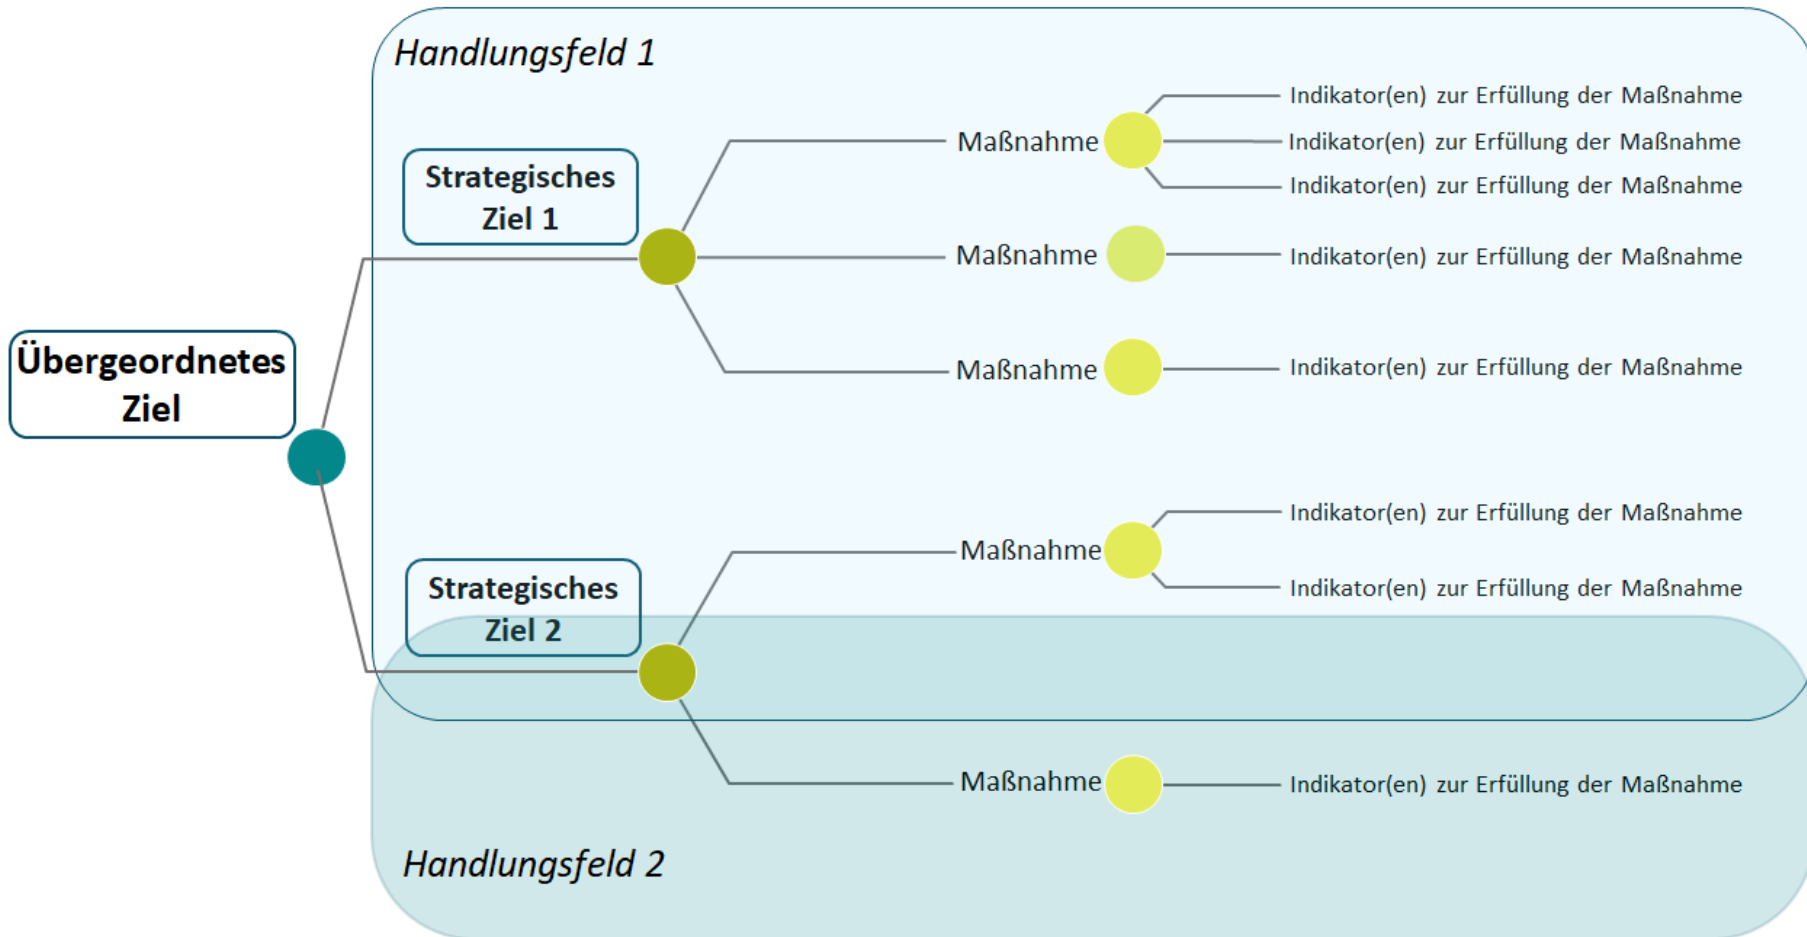 Handlungsfeld 1
Indikator(en) zur Erfüllung der Maßnahme
Maßnahme
Indikator(en) zur Erfüllung der Maßnahme
Indikator(en) zur Erfüllung der Maßnahme
Strategisches
Ziel 1
Maßnahme
Indikator(en) zur Erfüllung der Maßnahme
Maßnahme
Indikator(en) zur Erfüllung der Maßnahme
Übergeordnetes
Ziel
Indikator(en) zur Erfüllung der Maßnahme
Maßnahme
Indikator(en) zur Erfüllung der Maßnahme
Strategisches
Ziel 2
Maßnahme
Indikator(en) zur Erfüllung der Maßnahme
Handlungsfeld 2